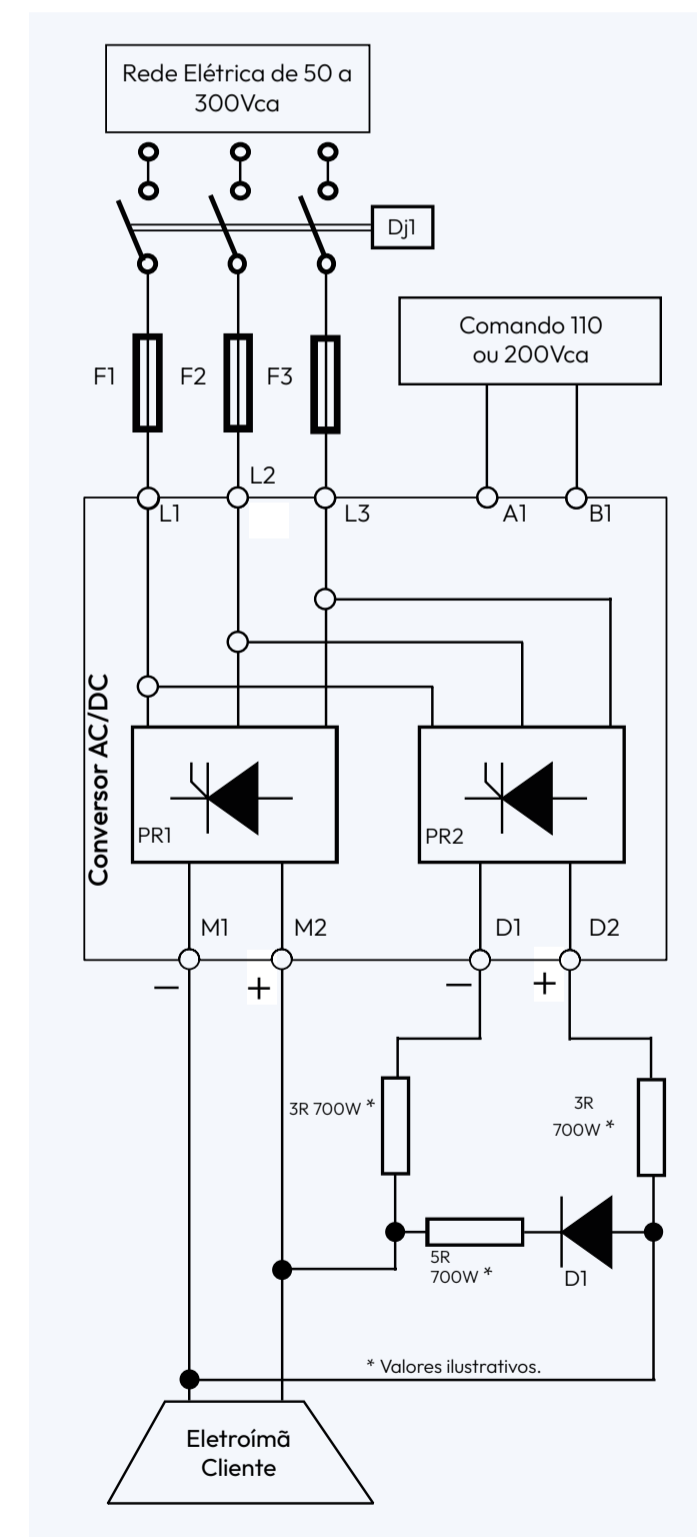 Rede Elétrica de 50 a
300Vca
Dj1
Comando 110
ou 200Vca
F1
F2
F3
L2
L1
L3
A1
B1
Conversor AC/DC
PR1
PR2
M1
M2
D1
D2
−
+
−
+
3R 700W *
3R
700W *
5R
700W *
D1
* Valores ilustrativos.
Eletroímã
Cliente